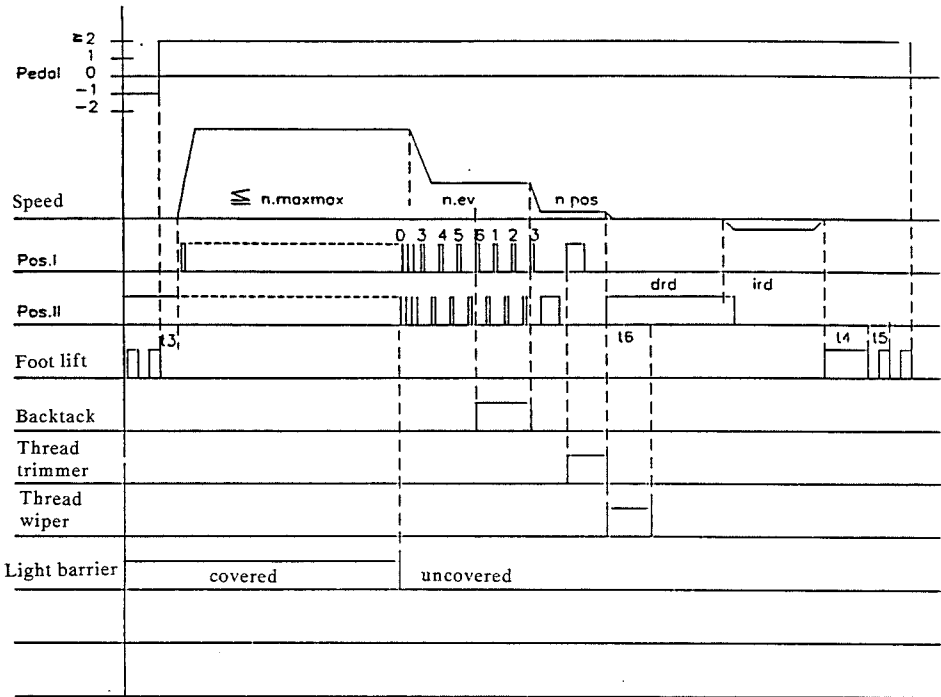 ≧2
1
Pedal 0
-1
-2
Speed ≦ n.maxmax n.ev n pos
0 3 4 5 6 1 2 3
Pos.I
drd ird
Pos.II
t3 t6 t4 t5
Foot lift
Backtack
Thread
trimmer
Thread
wiper
Light barrier covered uncovered